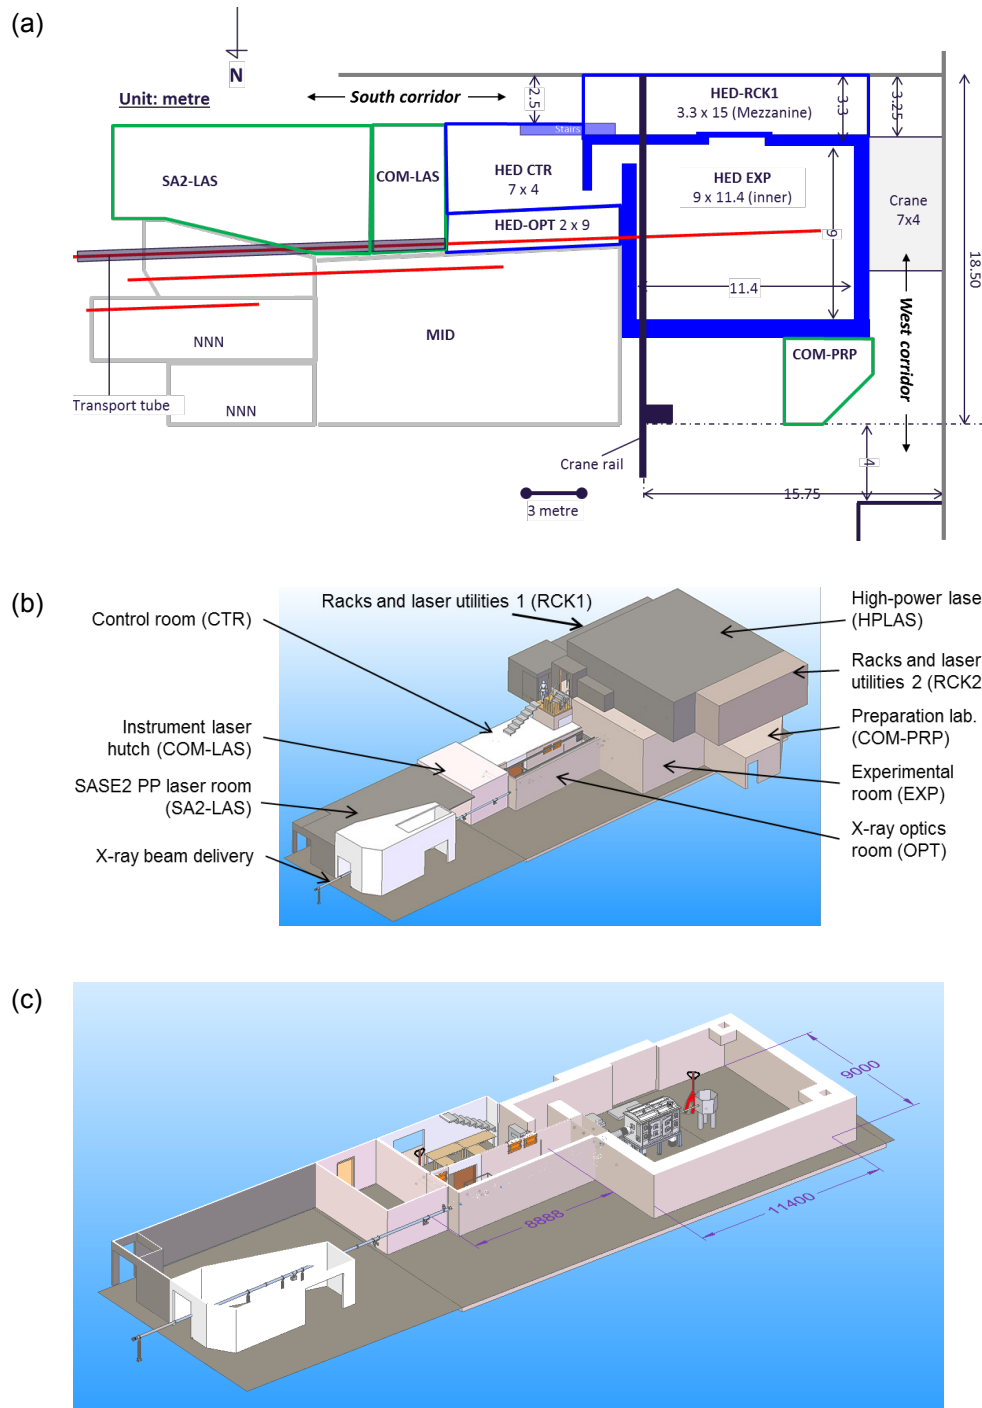 (a)
N
Unit: metre
South corridor
2.5
HED-RCK1
3.3 x 15 (Mezzanine)
3.3
3.25
Stairs
SA2-LAS
COM-LAS
HED CTR
7 x 4
HED EXP
9 x 11.4 (inner)
Crane
7x4
HED-OPT 2 x 9
9
18.50
11.4
West corridor
NNN
MID
COM-PRP
Transport tube
NNN
Crane rail
4
15.75
3 metre
(b)
Racks and laser utilities 1 (RCK1)
Control room (CTR)
High-power lase
(HPLAS)
Racks and laser
utilities 2 (RCK2
Instrument laser
hutch (COM-LAS)
Preparation lab.
(COM-PRP)
SASE2 PP laser room
(SA2-LAS)
Experimental
room (EXP)
X-ray beam delivery
X-ray optics
room (OPT)
(c)
9000
8888
11400